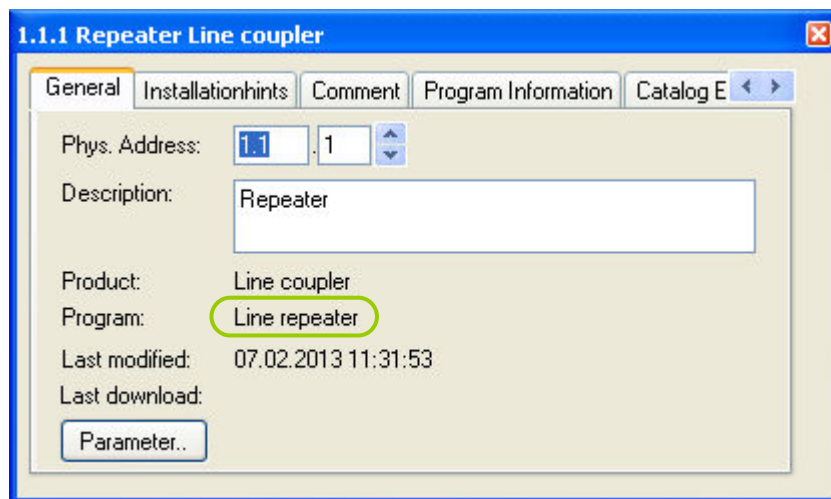 1.1.1 Repeater Line coupler
General Installationhints Comment Program Information Catalog E
Phys. Address: 1.1 .1
Description: Repeater
Product: Line coupler
Program: Line repeater
Last modified: 07.02.2013 11:31:53
Last download:
Parameter..